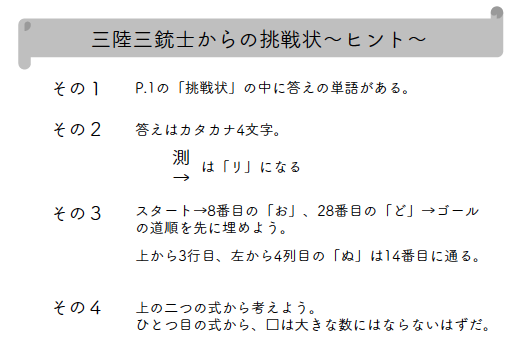 三陸三銃士からの挑戦状～ヒント～
その１ P.1の「挑戦状」の中に答えの単語がある。
その２ 答えはカタカナ4文字。
測
→ は「リ」になる
その３ スタート→8番目の「お」、28番目の「ど」→ゴール
の道順を先に埋めよう。
上から3行目、左から4列目の「ぬ」は14番目に通る。
その４ 上の二つの式から考えよう。
ひとつ目の式から、□は大きな数にはならないはずだ。